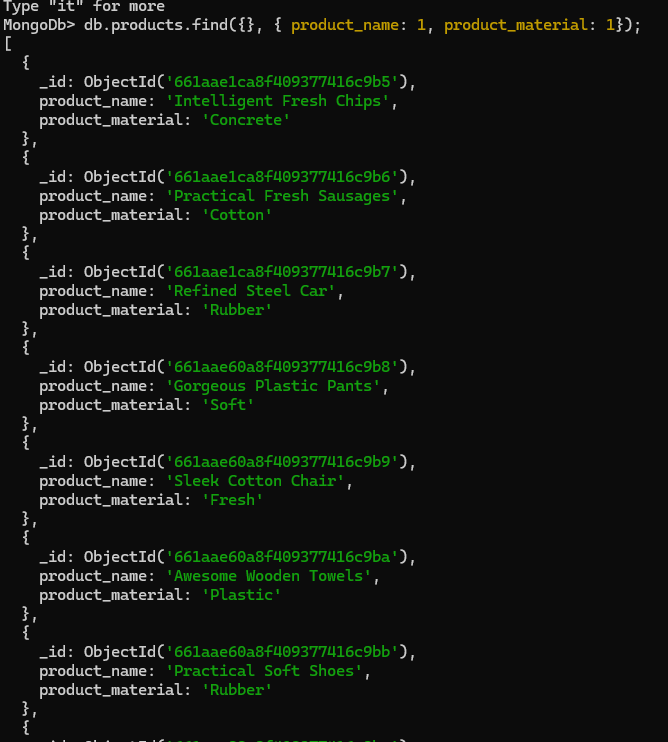 Type "it" for more
MongoDb> db.products.find({}, { product_name: 1, product_material: 1});
[
  {
    _id: ObjectId('661aae1ca8f409377416c9b5'),
    product_name: 'Intelligent Fresh Chips',
    product_material: 'Concrete'
  },
  {
    _id: ObjectId('661aae1ca8f409377416c9b6'),
    product_name: 'Practical Fresh Sausages',
    product_material: 'Cotton'
  },
  {
    _id: ObjectId('661aae1ca8f409377416c9b7'),
    product_name: 'Refined Steel Car',
    product_material: 'Rubber'
  },
  {
    _id: ObjectId('661aae60a8f409377416c9b8'),
    product_name: 'Gorgeous Plastic Pants',
    product_material: 'Soft'
  },
  {
    _id: ObjectId('661aae60a8f409377416c9b9'),
    product_name: 'Sleek Cotton Chair',
    product_material: 'Fresh'
  },
  {
    _id: ObjectId('661aae60a8f409377416c9ba'),
    product_name: 'Awesome Wooden Towels',
    product_material: 'Plastic'
  },
  {
    _id: ObjectId('661aae60a8f409377416c9bb'),
    product_name: 'Practical Soft Shoes',
    product_material: 'Rubber'
  },
  {